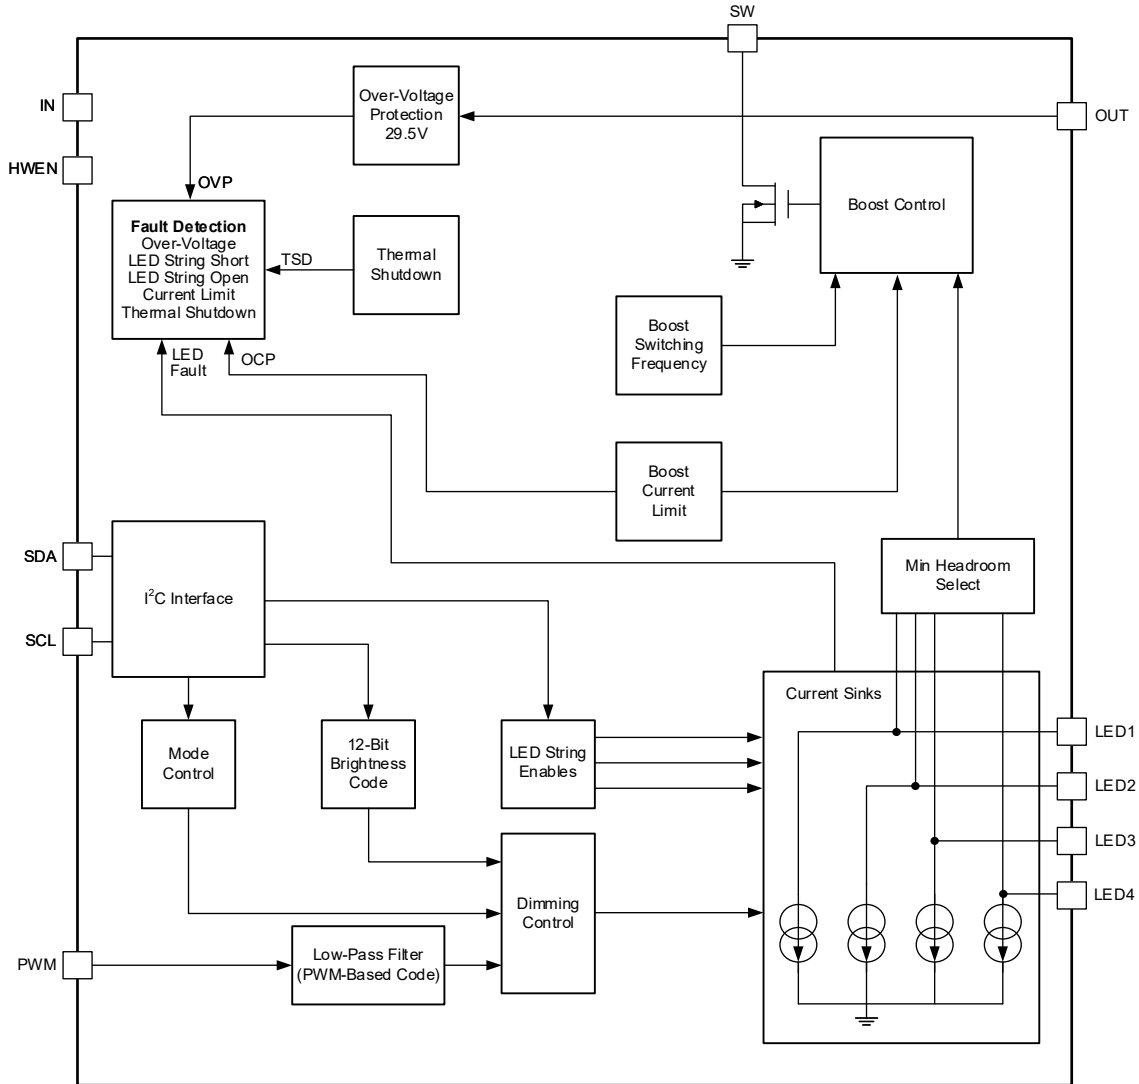 SW
IN
HWEN
Over-Voltage
Protection
29.5V
OUT
OVP
Fault Detection
Over-Voltage
LED String Short
LED String Open
Current Limit
Thermal Shutdown
TSD
Thermal
Shutdown
Boost Control
LED
Fault
OCP
Boost
Switching
Frequency
Boost
Current
Limit
SDA
SCL
I²C Interface
Min Headroom
Select
Mode
Control
12-Bit
Brightness
Code
LED String
Enables
Current Sinks
LED1
LED2
LED3
LED4
Dimming
Control
PWM
Low-Pass Filter
(PWM-Based Code)